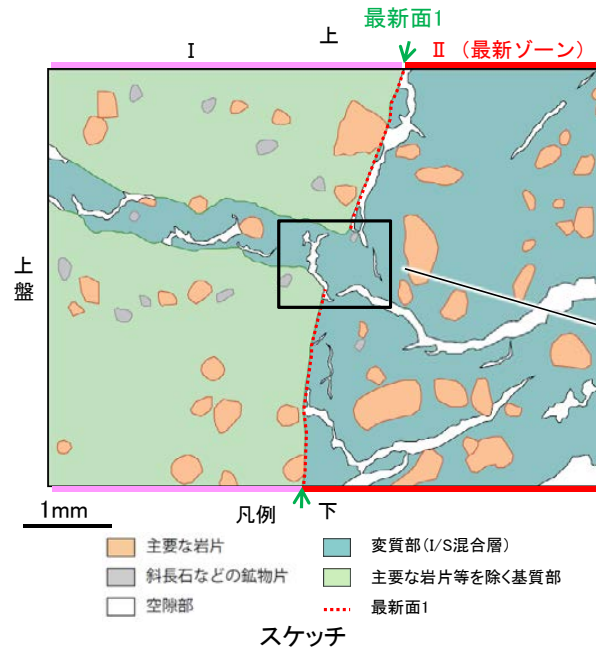 最新面1
Ⅰ
上
Ⅱ (最新ゾーン)
上盤
1mm
凡例
下
主要な岩片
変質部(I/S混合層)
斜長石などの鉱物片
主要な岩片等を除く基質部
空隙部
最新面1
スケッチ